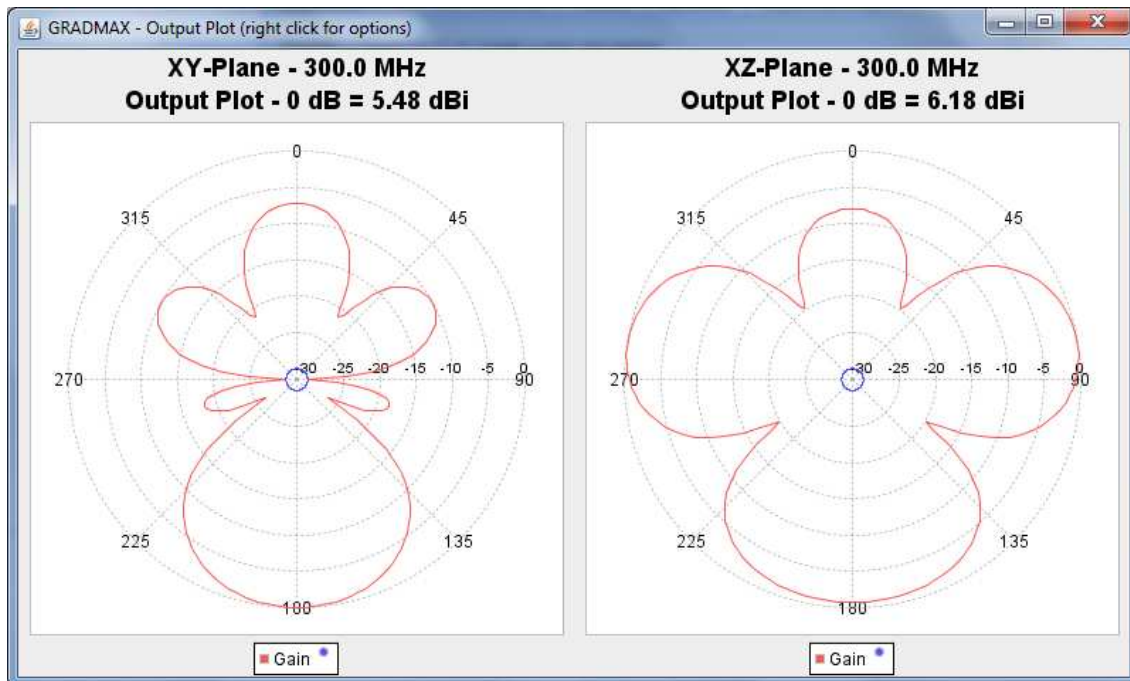 GRADMAX - Output Plot (right click for options)
XY-Plane - 300.0 MHz
Output Plot - 0 dB = 5.48 dBi
0
315
45
-30 -25 -20 -15 -10 -5 0
270
90
225
135
180
Gain
XZ-Plane - 300.0 MHz
Output Plot - 0 dB = 6.18 dBi
0
315
45
-30 -25 -20 -15 -10 -5 0
270
90
225
135
180
Gain